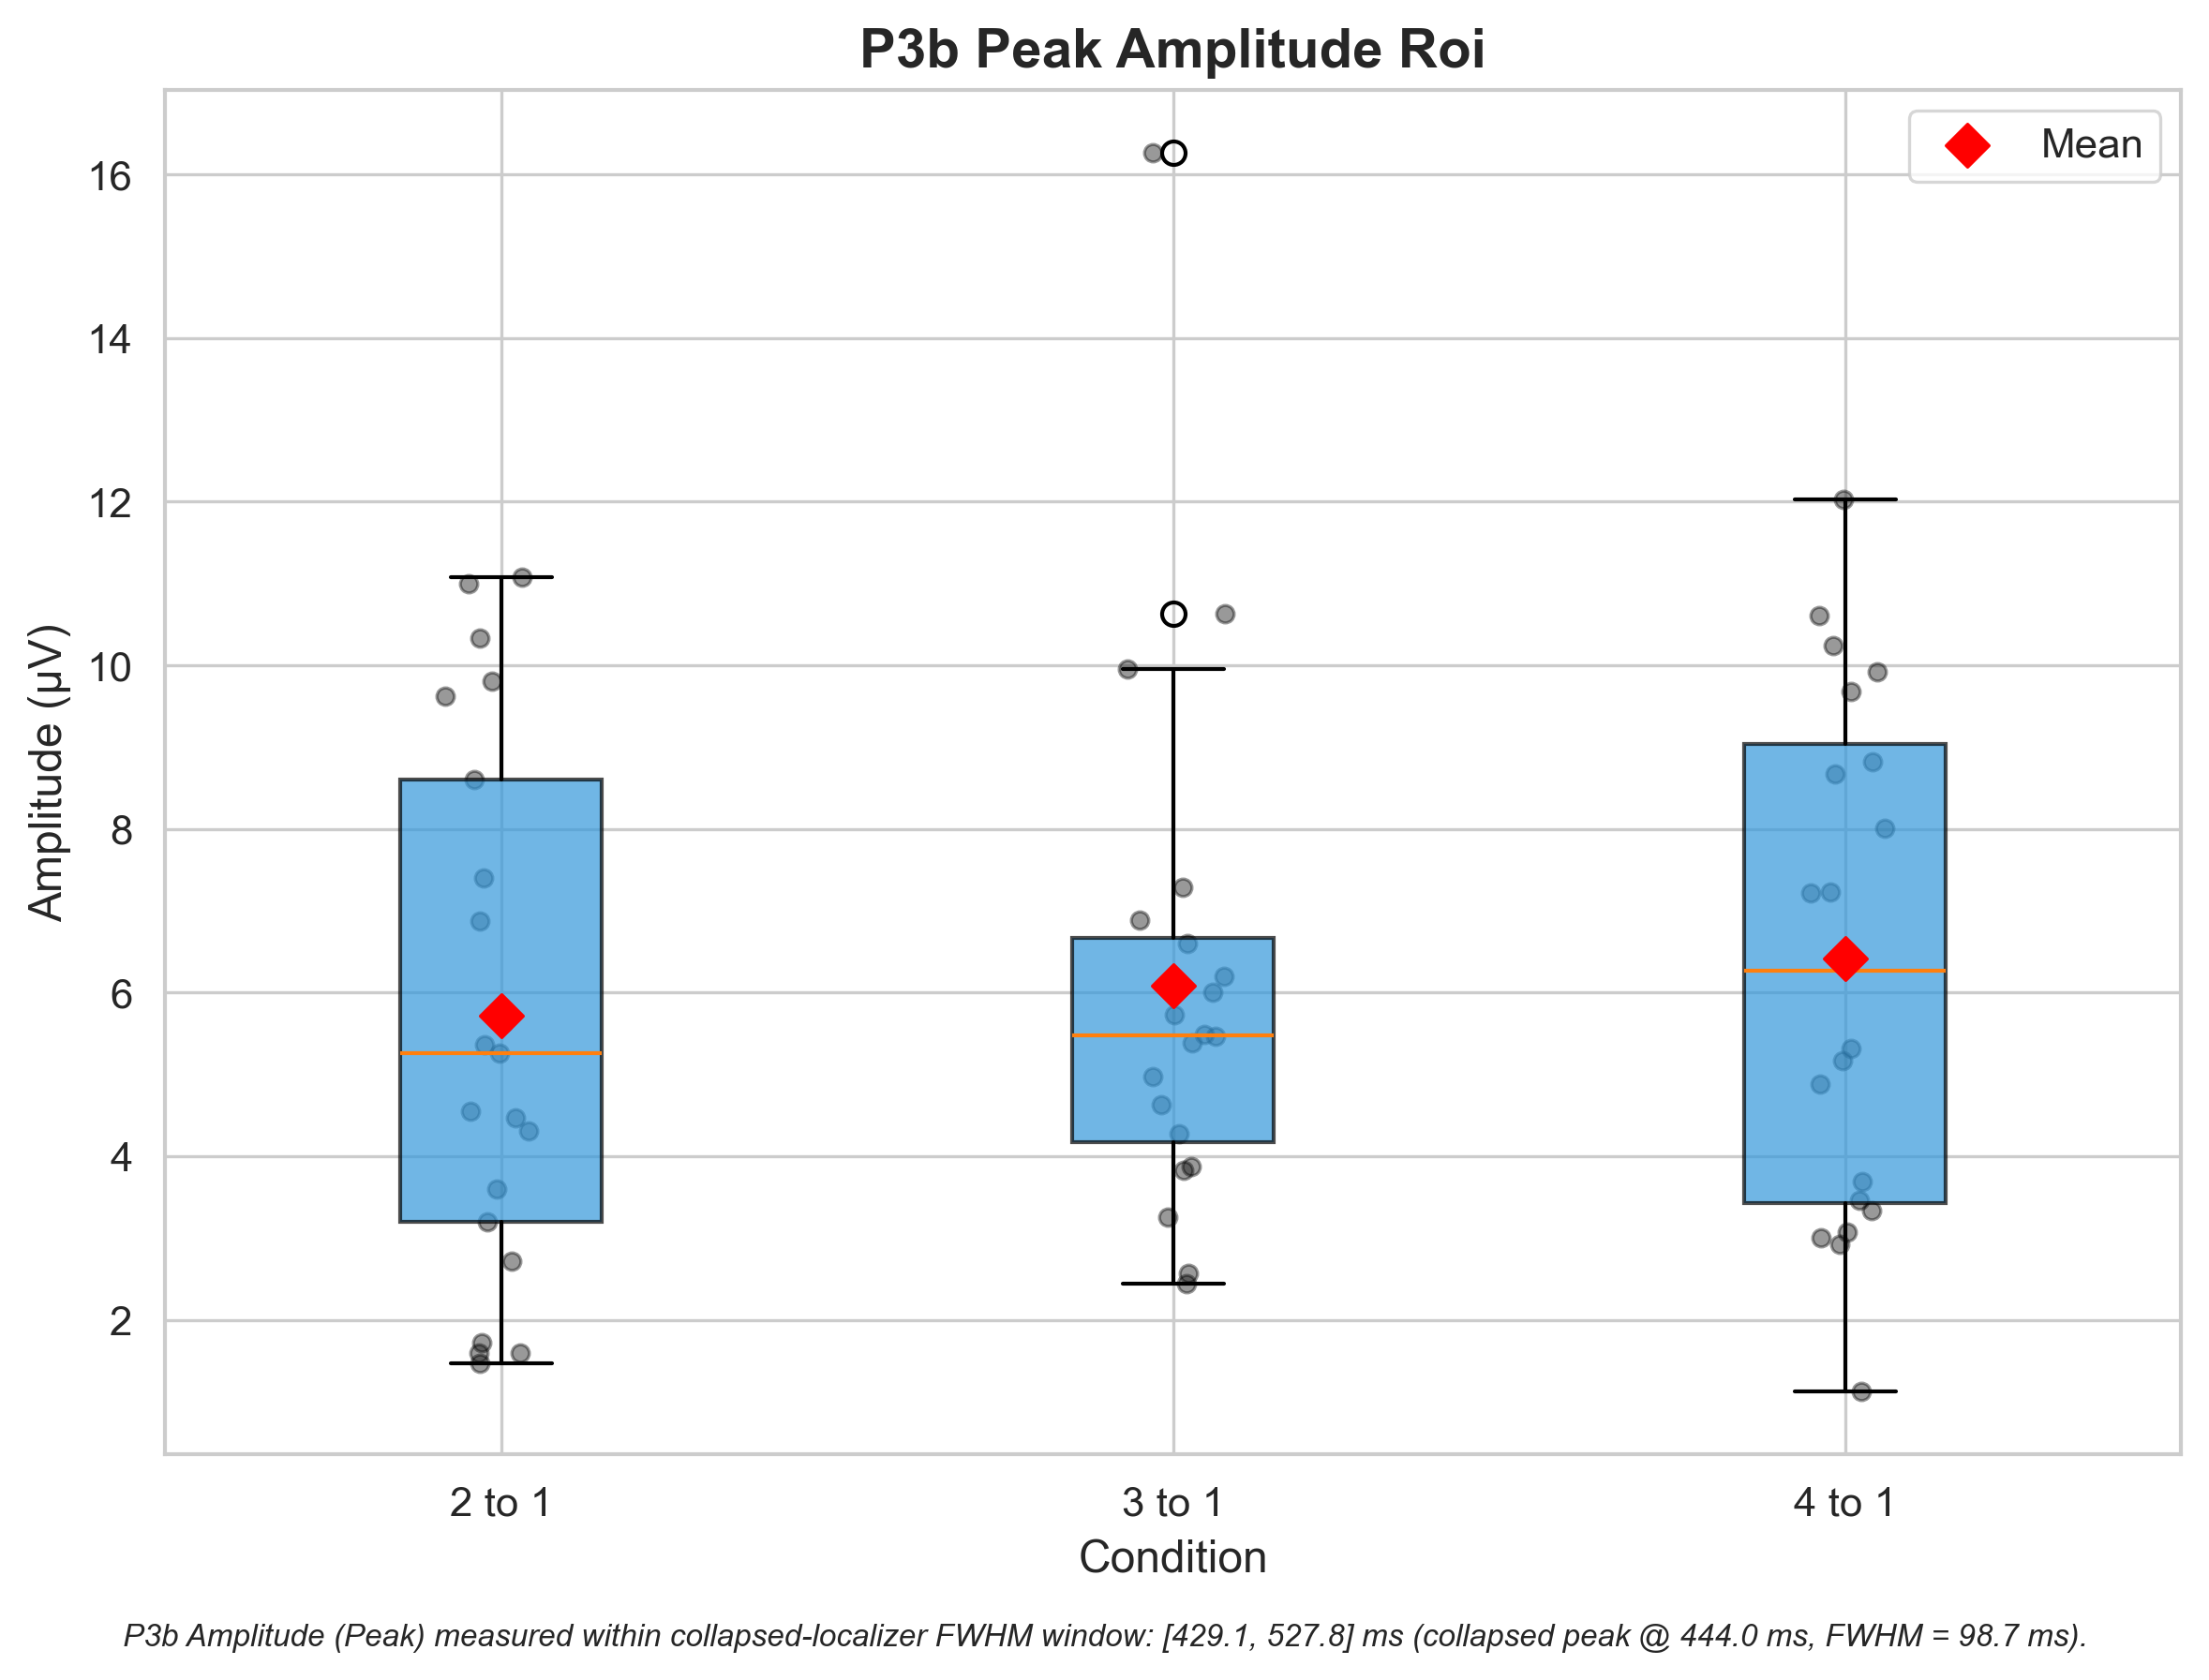 P3b Peak Amplitude Roi
Mean
16
14
12
10
8
6
4
2
Amplitude (µV)
2 to 1
3 to 1
4 to 1
Condition
P3b Amplitude (Peak) measured within collapsed-localizer FWHM window: [429.1, 527.8] ms (collapsed peak @ 444.0 ms, FWHM = 98.7 ms).